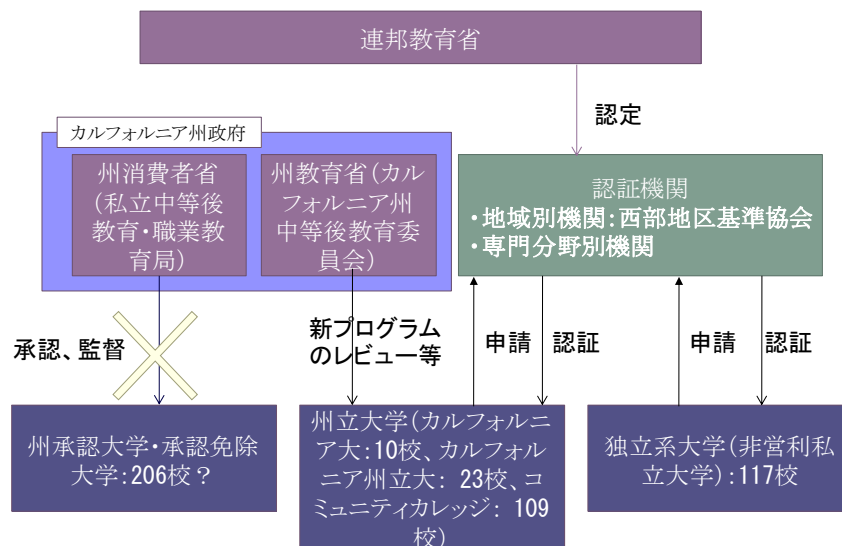 連邦教育省
認定
カルフォルニア州政府
州消費者省
(私立中等後
教育・職業教
育局)
州教育省(カル
フォルニア州
中等後教育委
員会)
認証機関
・地域別機関:西部地区基準協会
・専門分野別機関
承認、監督
新プログラム
のレビュー等
申請
認証
申請
認証
州承認大学・承認免除
大学:206校?
州立大学(カルフォルニ
ア大:10校、カルフォル
ニア州立大: 23校、コ
ミュニティカレッジ: 109
校)
独立系大学(非営利私
立大学):117校